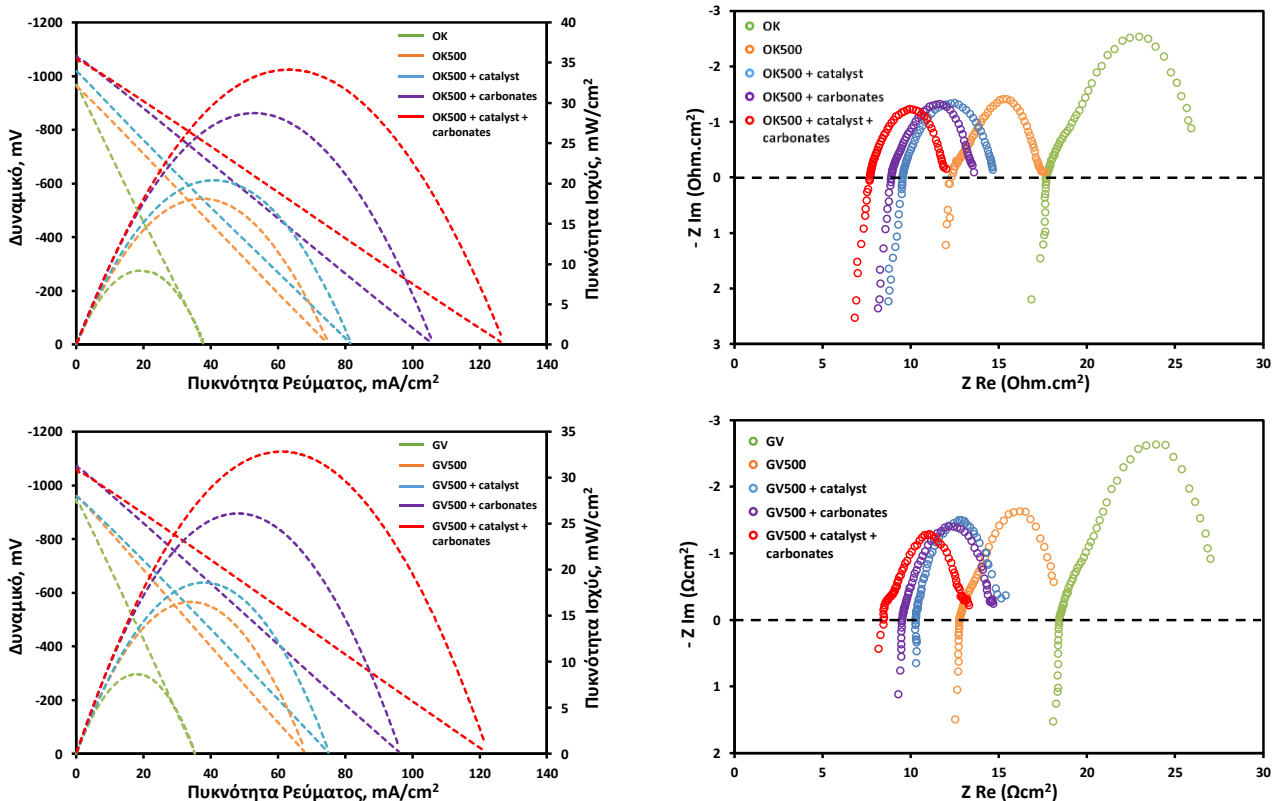 -1200
-1000
-800
-600
-400
-200
0
Δυναμικό, mV
40
35
30
25
20
15
10
5
0
Πυκνότητα Ισχύς, mW/cm²
OK
OK500
OK500 + catalyst
OK500 + carbonates
OK500 + catalyst +
carbonates
0 20 40 60 80 100 120 140
Πυκνότητα Ρεύματος, mA/cm²
-3
-2
-1
0
1
2
3
- Z Im (Ohm.cm²)
OK
OK500
OK500 + catalyst
OK500 + carbonates
OK500 + catalyst +
carbonates
0 5 10 15 20 25 30
Z Re (Ohm.cm²)
-1200
-1000
-800
-600
-400
-200
0
Δυναμικό, mV
35
30
25
20
15
10
5
0
Πυκνότητα Ισχύς, mW/cm²
GV
GV500
GV500 + catalyst
GV500 + carbonates
GV500 + catalyst +
carbonates
0 20 40 60 80 100 120 140
Πυκνότητα Ρεύματος, mA/cm²
-3
-2
-1
0
1
2
- Z Im (Ωcm²)
GV
GV500
GV500 + catalyst
GV500 + carbonates
GV500 + catalyst +
carbonates
0 5 10 15 20 25 30
Z Re (Ωcm²)